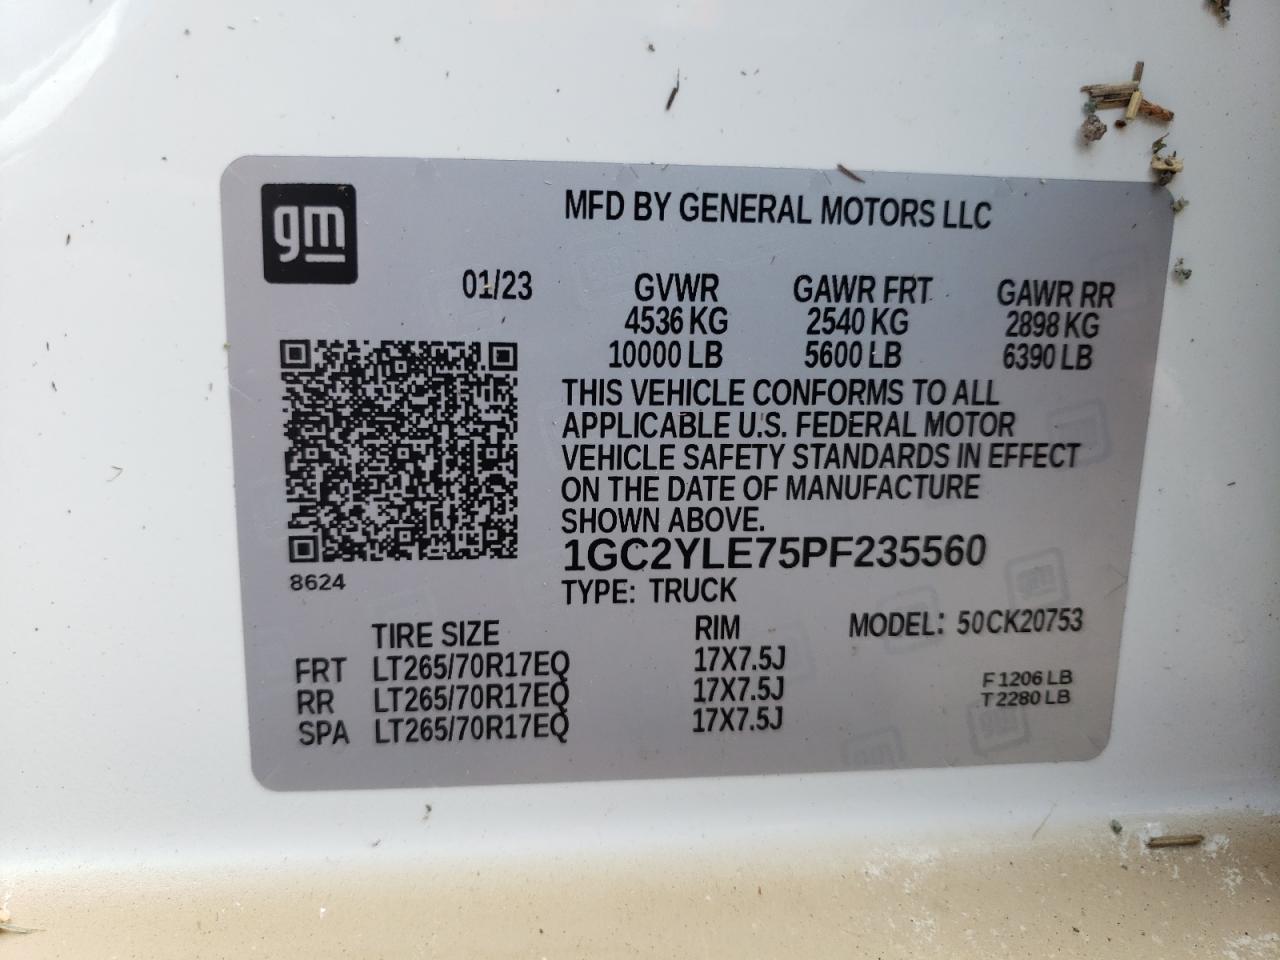 gm
MFD BY GENERAL MOTORS LLC
01/23 GVWR GAWR FRT GAWR RR
4536 KG 2540 KG 2898 KG
10000 LB 5600 LB 6390 LB
THIS VEHICLE CONFORMS TO ALL
APPLICABLE U.S. FEDERAL MOTOR
VEHICLE SAFETY STANDARDS IN EFFECT
ON THE DATE OF MANUFACTURE
SHOWN ABOVE.
1GC2YLE75PF235560
8624
TYPE: TRUCK
TIRE SIZE RIM MODEL: 50CK20753
FRT LT265/70R17EQ 17X7.5J
RR LT265/70R17EQ 17X7.5J
SPA LT265/70R17EQ 17X7.5J
F 1206 LB
T 2280 LB